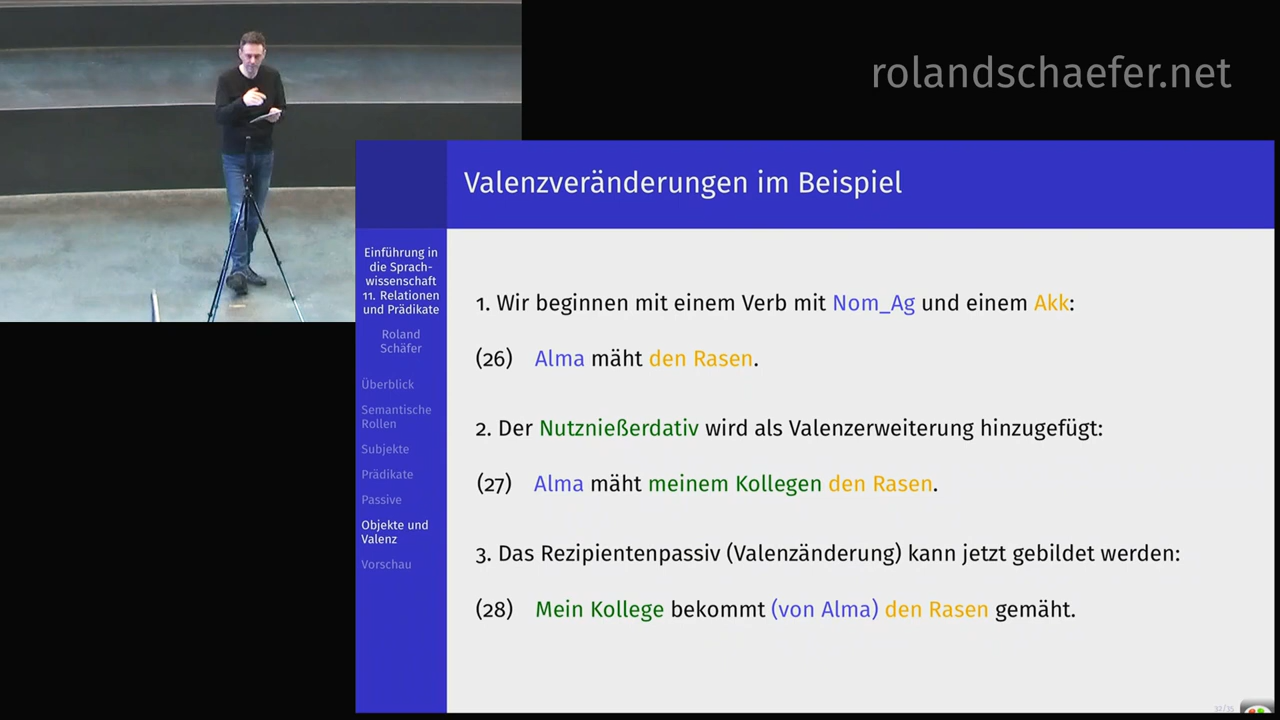 rolandschaefer.net
Valenzveränderungen im Beispiel
Einführung in
die Sprach-
wissenschaft
11. Relationen
und Prädikate
Roland
Schäfer
Überblick
Semantische
Rollen
Subjekte
Prädikate
Passive
Objekte und
Valenz
Vorschau
1. Wir beginnen mit einem Verb mit Nom_Ag und einem Akk:
(26) Alma mäht den Rasen.
2. Der Nutznießerdativ wird als Valenzerweiterung hinzugefügt:
(27) Alma mäht meinem Kollegen den Rasen.
3. Das Rezipientenpassiv (Valenzänderung) kann jetzt gebildet werden:
(28) Mein Kollege bekommt (von Alma) den Rasen gemäht.